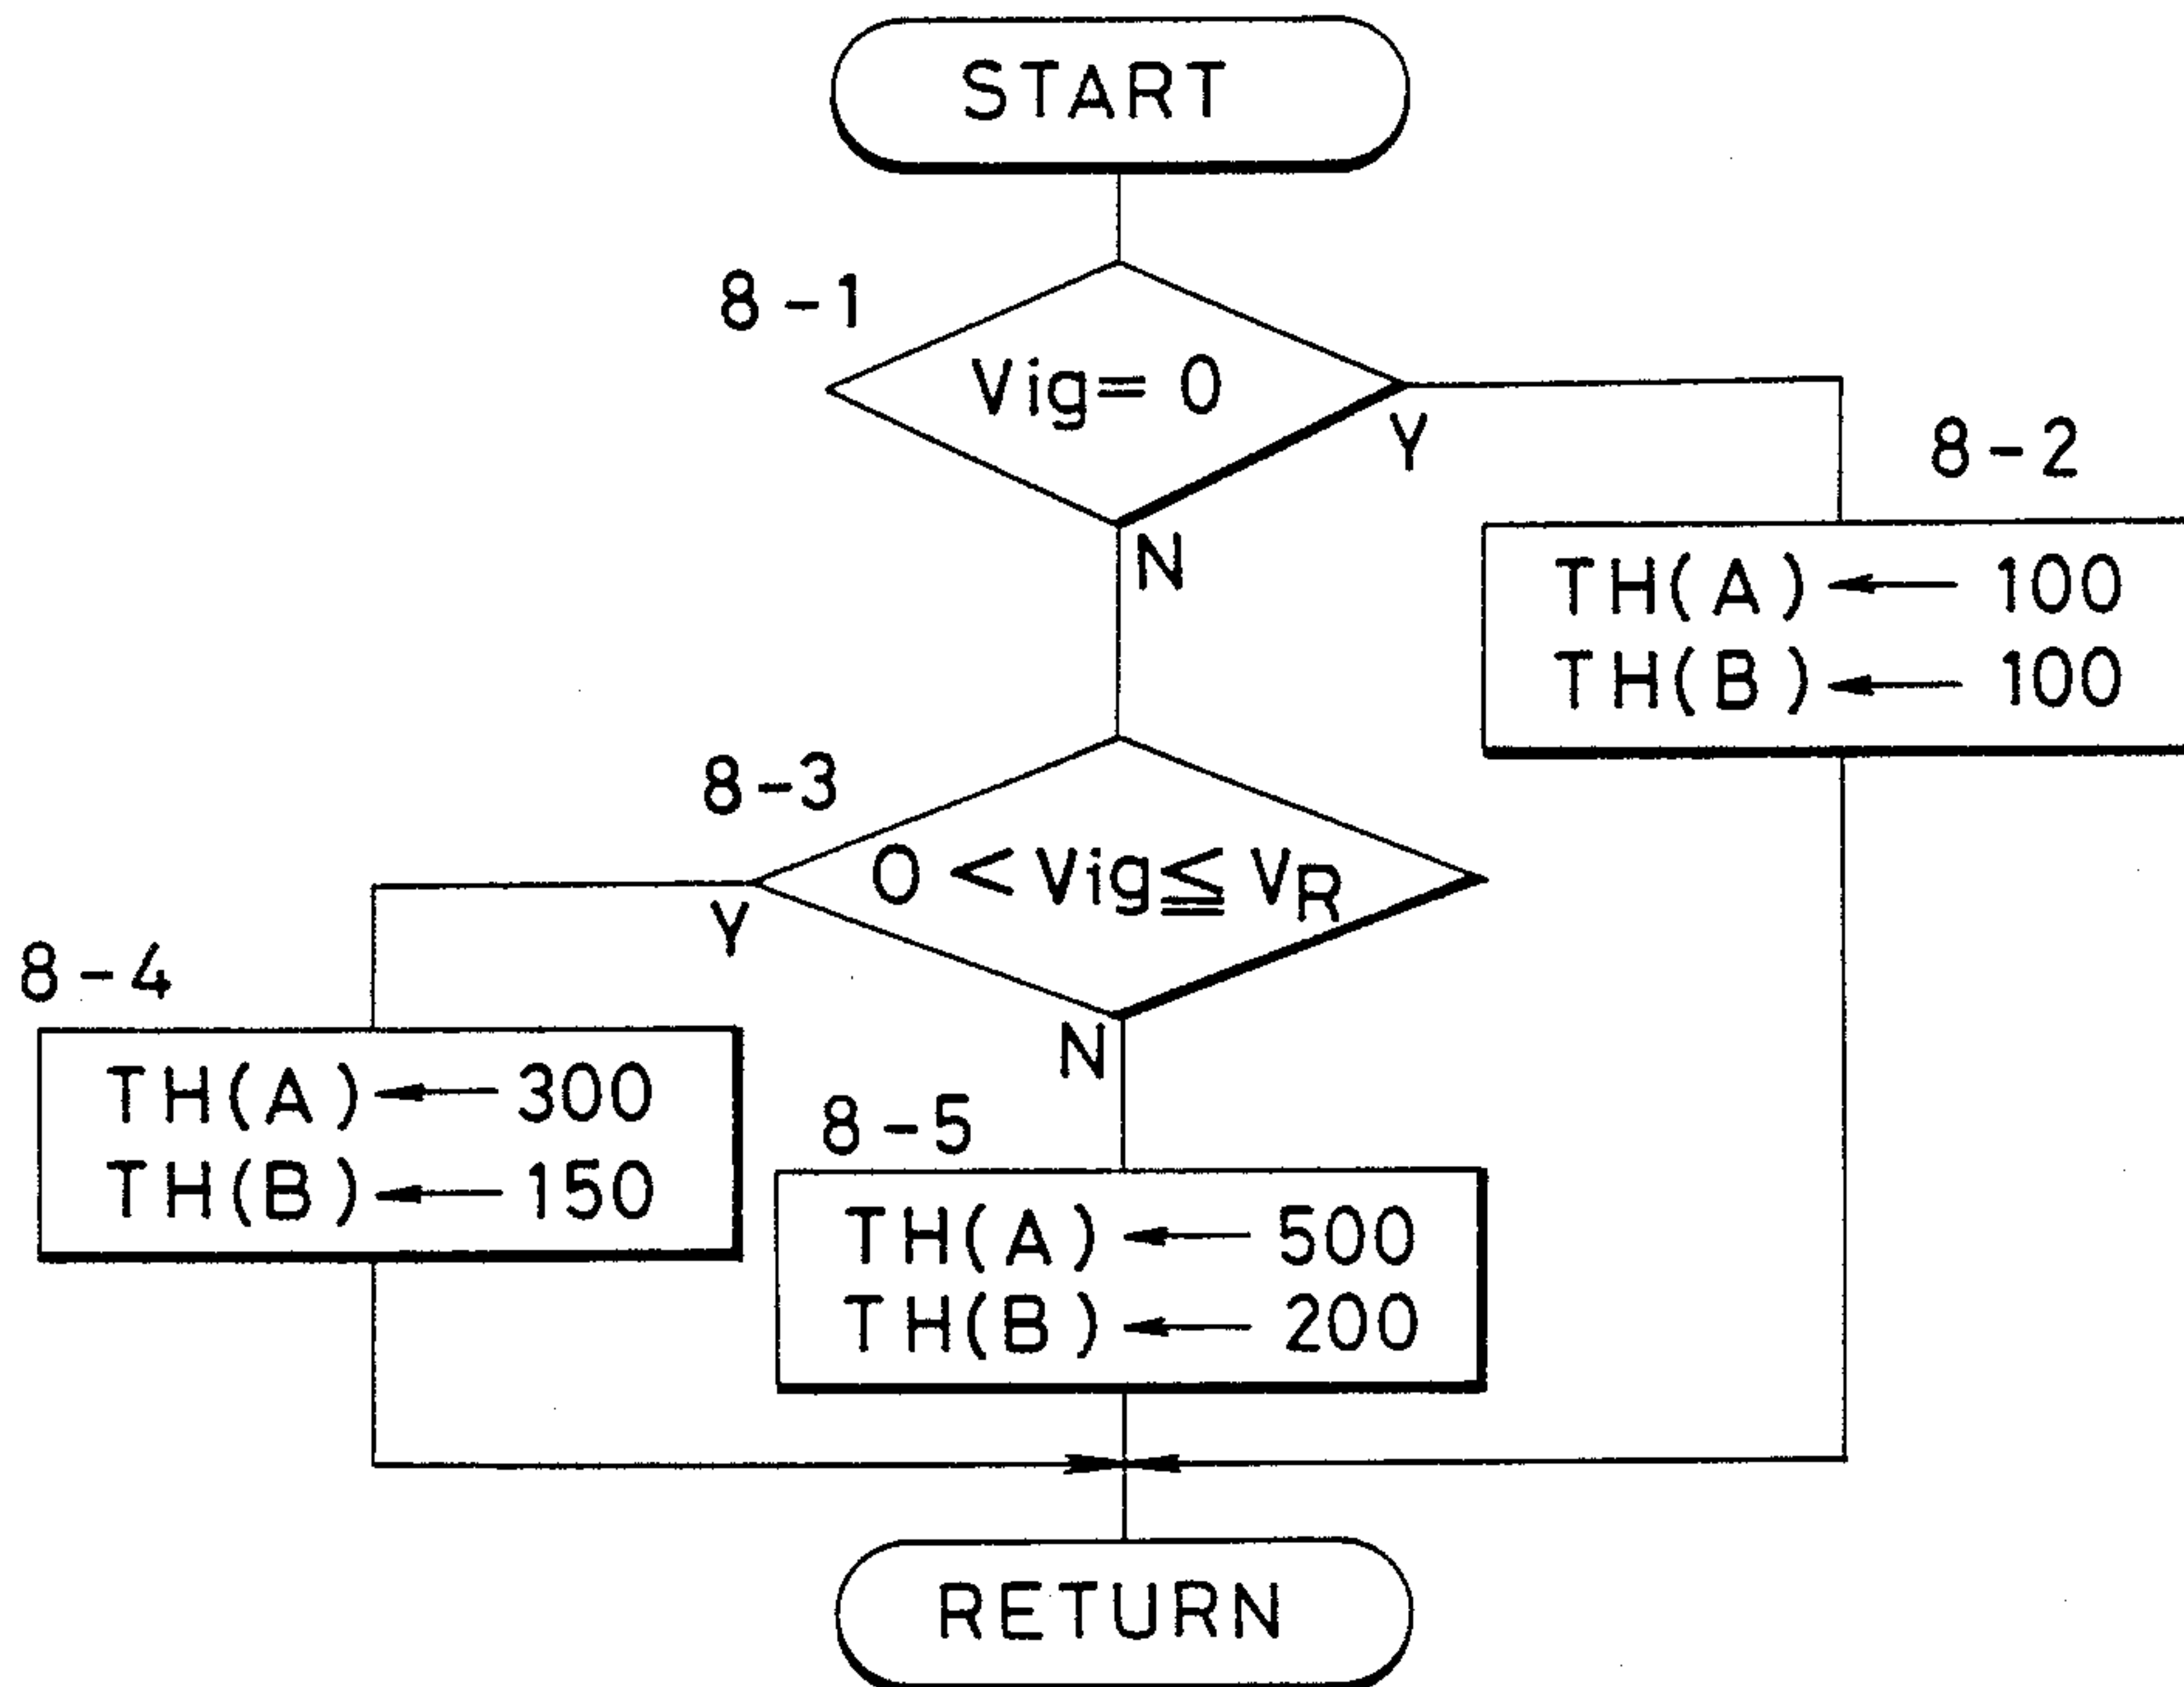 START
8-1
Vig= 0
Y
N
8-2
TH(A) ← 100
TH(B) ← 100
8-3
0 < Vig ≦ VR
Y
N
8-4
TH(A) ← 300
TH(B) ← 150
8-5
TH(A) ← 500
TH(B) ← 200
RETURN